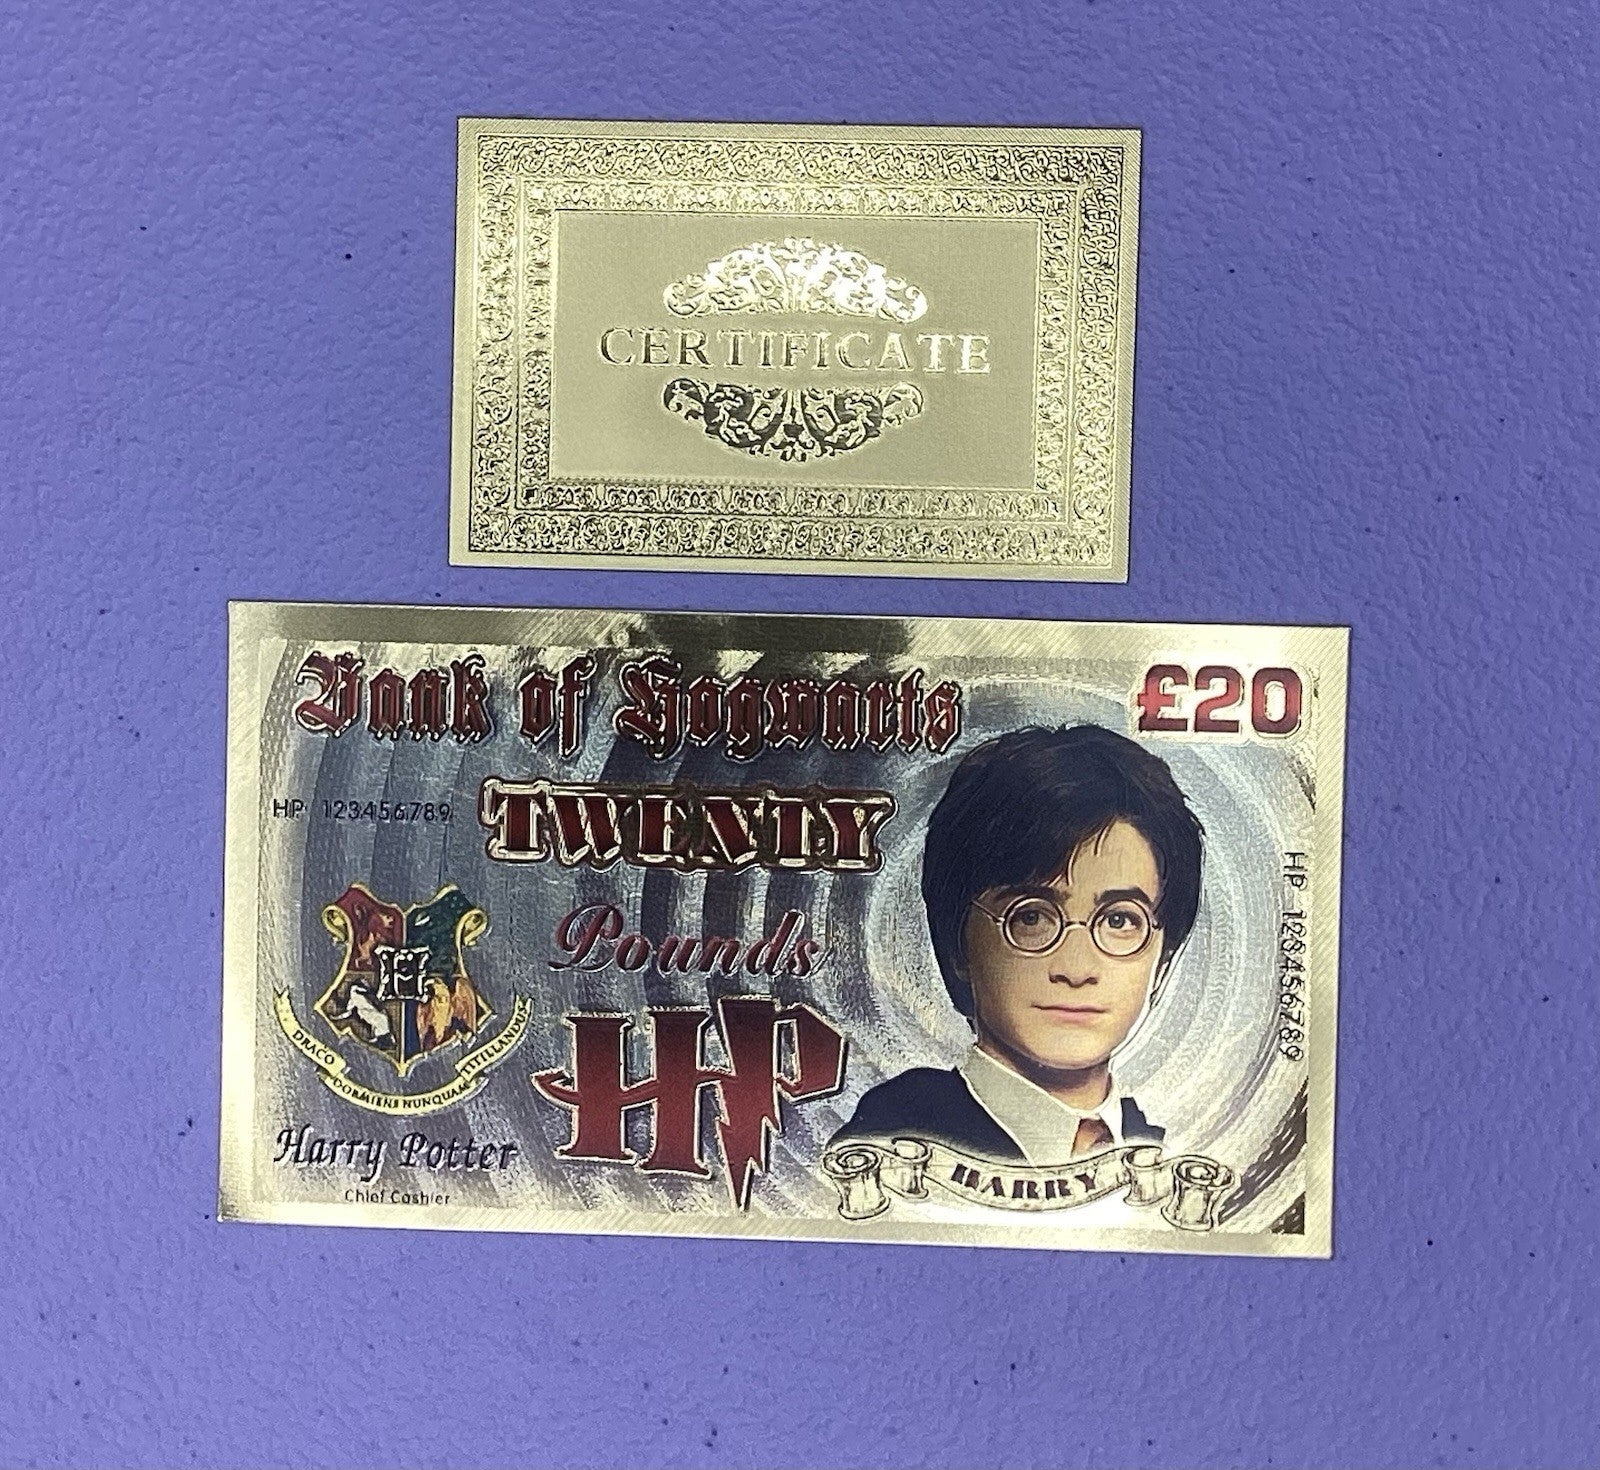 CERTIFICATE
Bank of Hogwarts
£20
HP 123456789
TWENTY
Pounds
HP 123456789
H
DRACO DORMIENS NUNQUAM TITILLANDUS
HP
Harry Potter
Chief Cashier
HARRY